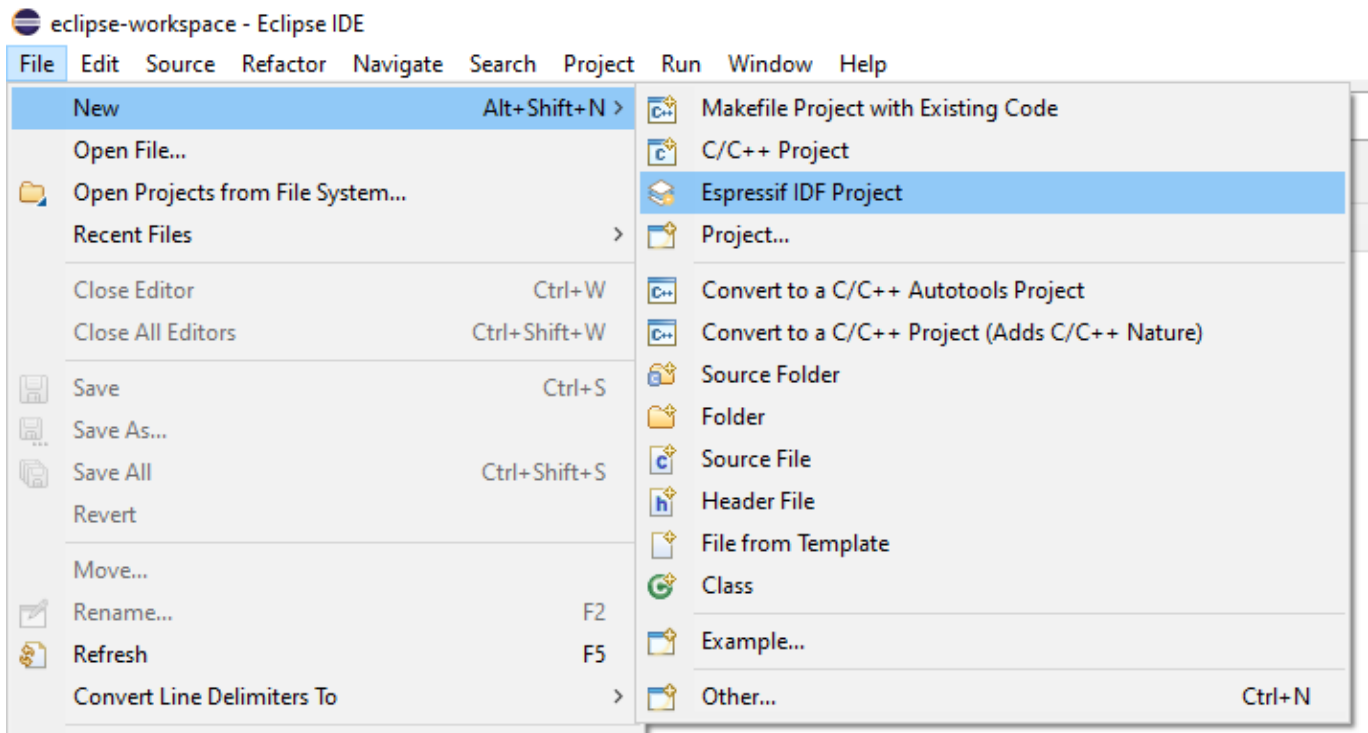 eclipse-workspace - Eclipse IDE
File Edit Source Refactor Navigate Search Project Run Window Help
New Alt+Shift+N >
Open File...
Open Projects from File System...
Recent Files >
Close Editor Ctrl+W
Close All Editors Ctrl+Shift+W
Save Ctrl+S
Save As...
Save All Ctrl+Shift+S
Revert
Move...
Rename... F2
Refresh F5
Convert Line Delimiters To >
Makefile Project with Existing Code
C/C++ Project
Espressif IDF Project
Project...
Convert to a C/C++ Autotools Project
Convert to a C/C++ Project (Adds C/C++ Nature)
Source Folder
Folder
Source File
Header File
File from Template
Class
Example...
Other... Ctrl+N